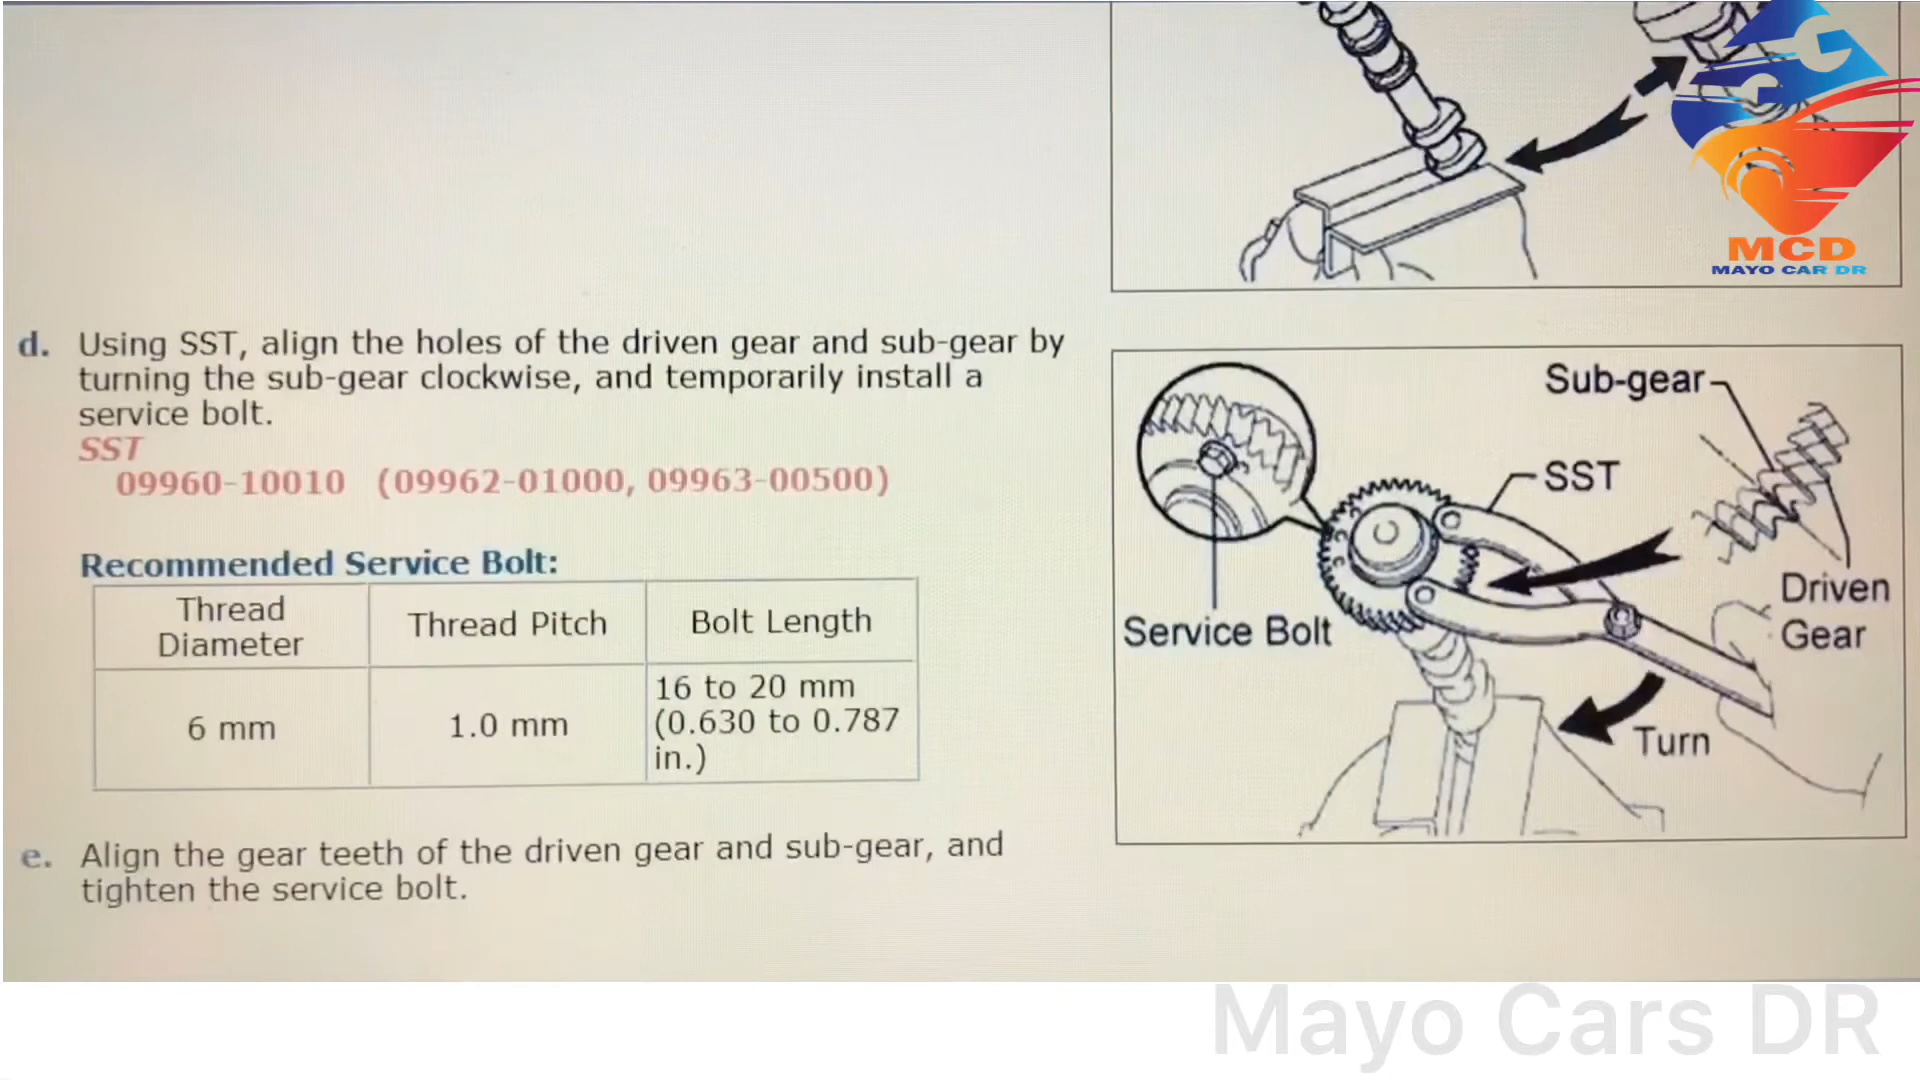 MCD
MAYO CAR DR
d. Using SST, align the holes of the driven gear and sub-gear by
turning the sub-gear clockwise, and temporarily install a
service bolt.
SST
09960-10010 (09962-01000, 09963-00500)
Recommended Service Bolt:
Thread
Diameter
Thread Pitch
Bolt Length
6 mm
1.0 mm
16 to 20 mm
(0.630 to 0.787
in.)
e. Align the gear teeth of the driven gear and sub-gear, and
tighten the service bolt.
Sub-gear
SST
Service Bolt
Driven
Gear
Turn
Mayo Cars DR